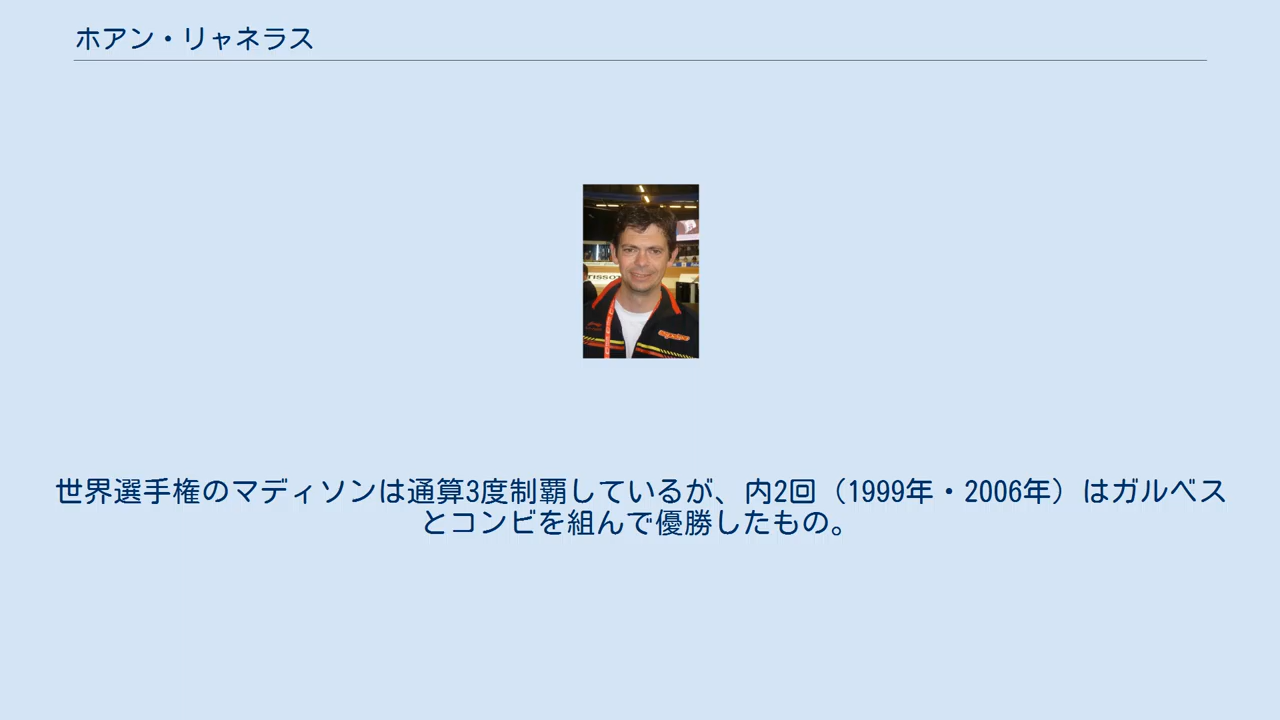 ホアン・リャネラス
TISSOT
世界選手権のマディソンは通算3度制覇しているが、内2回（1999年・2006年）はガルベス
とコンビを組んで優勝したもの。